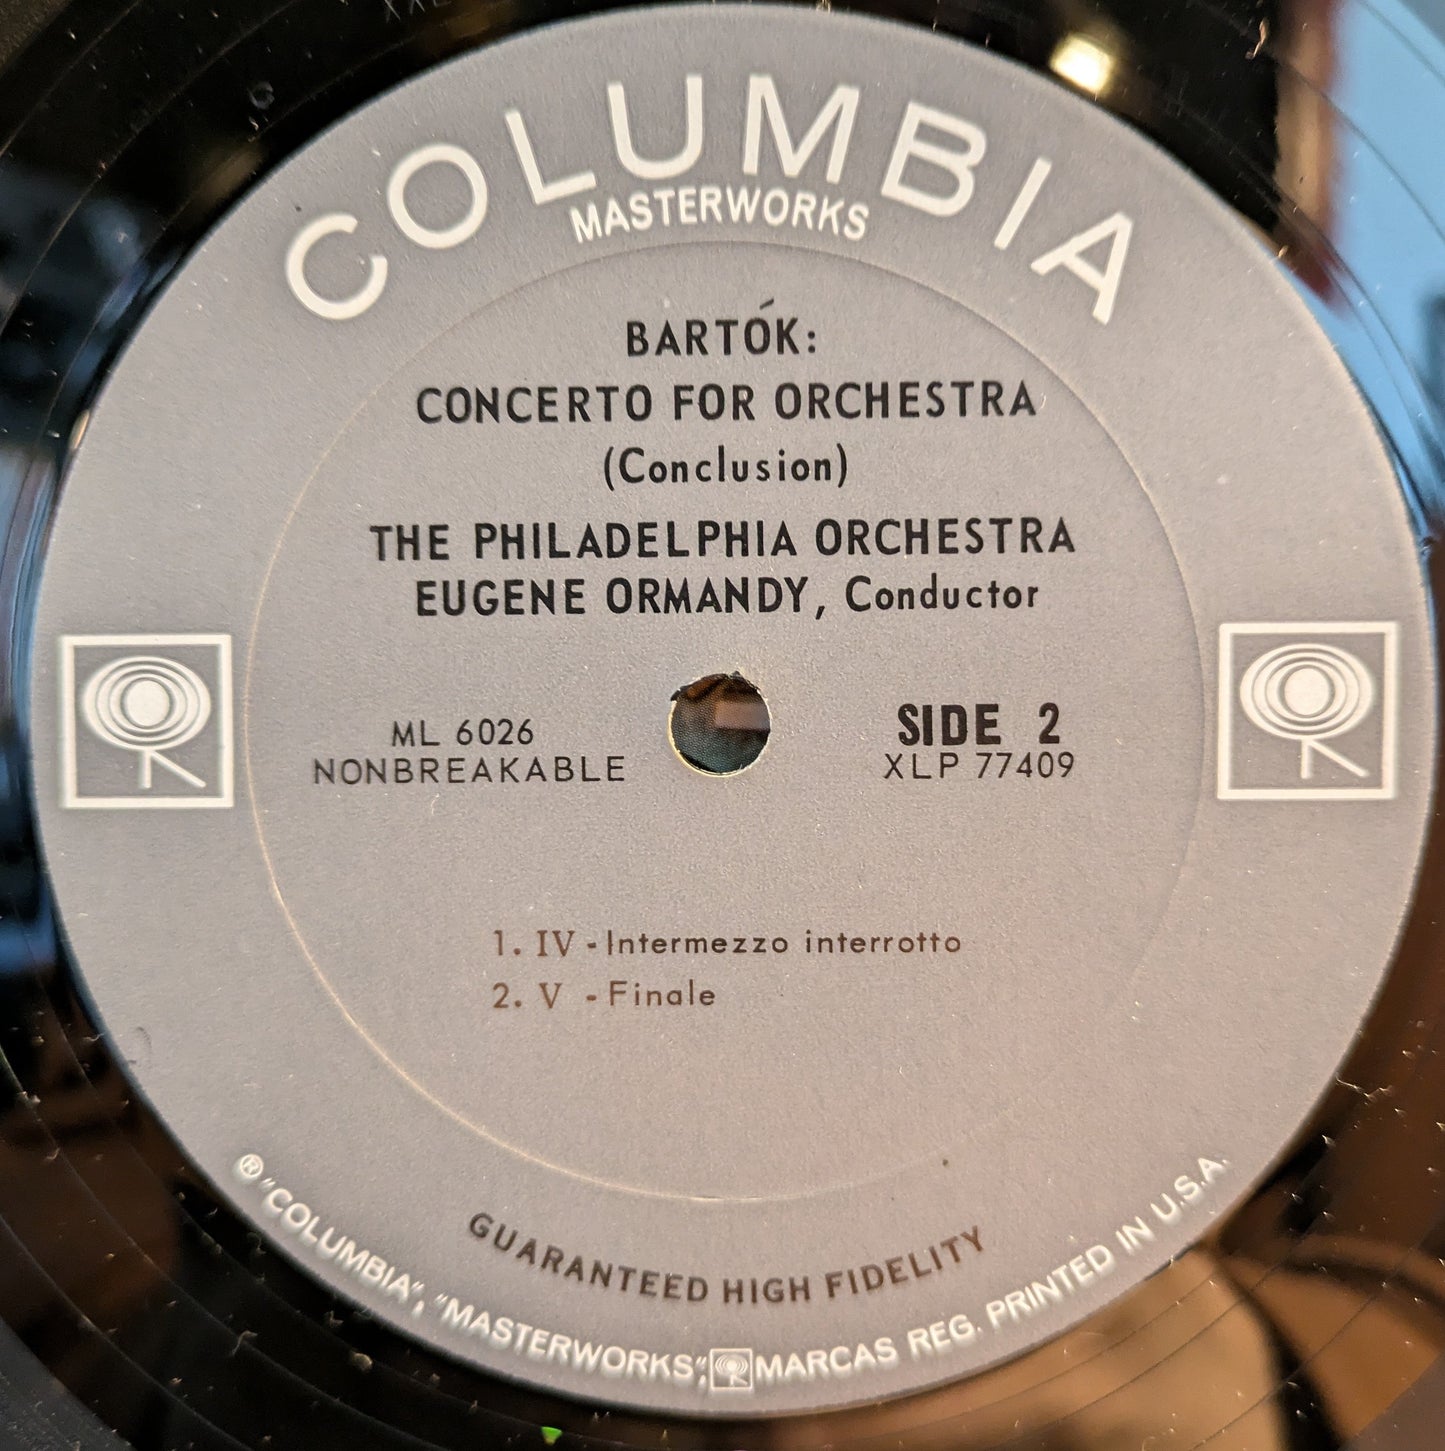 COLUMBIA
MASTERWORKS
BARTÓK:
CONCERTO FOR ORCHESTRA
(Conclusion)
THE PHILADELPHIA ORCHESTRA
EUGENE ORMANDY, Conductor
ML 6026
NONBREAKABLE
SIDE 2
XLP 77409
1. IV - Intermezzo interrotto
2. V - Finale
GUARANTEED HIGH FIDELITY
® "COLUMBIA", "MASTERWORKS", MARCAS REG. PRINTED IN U.S.A.